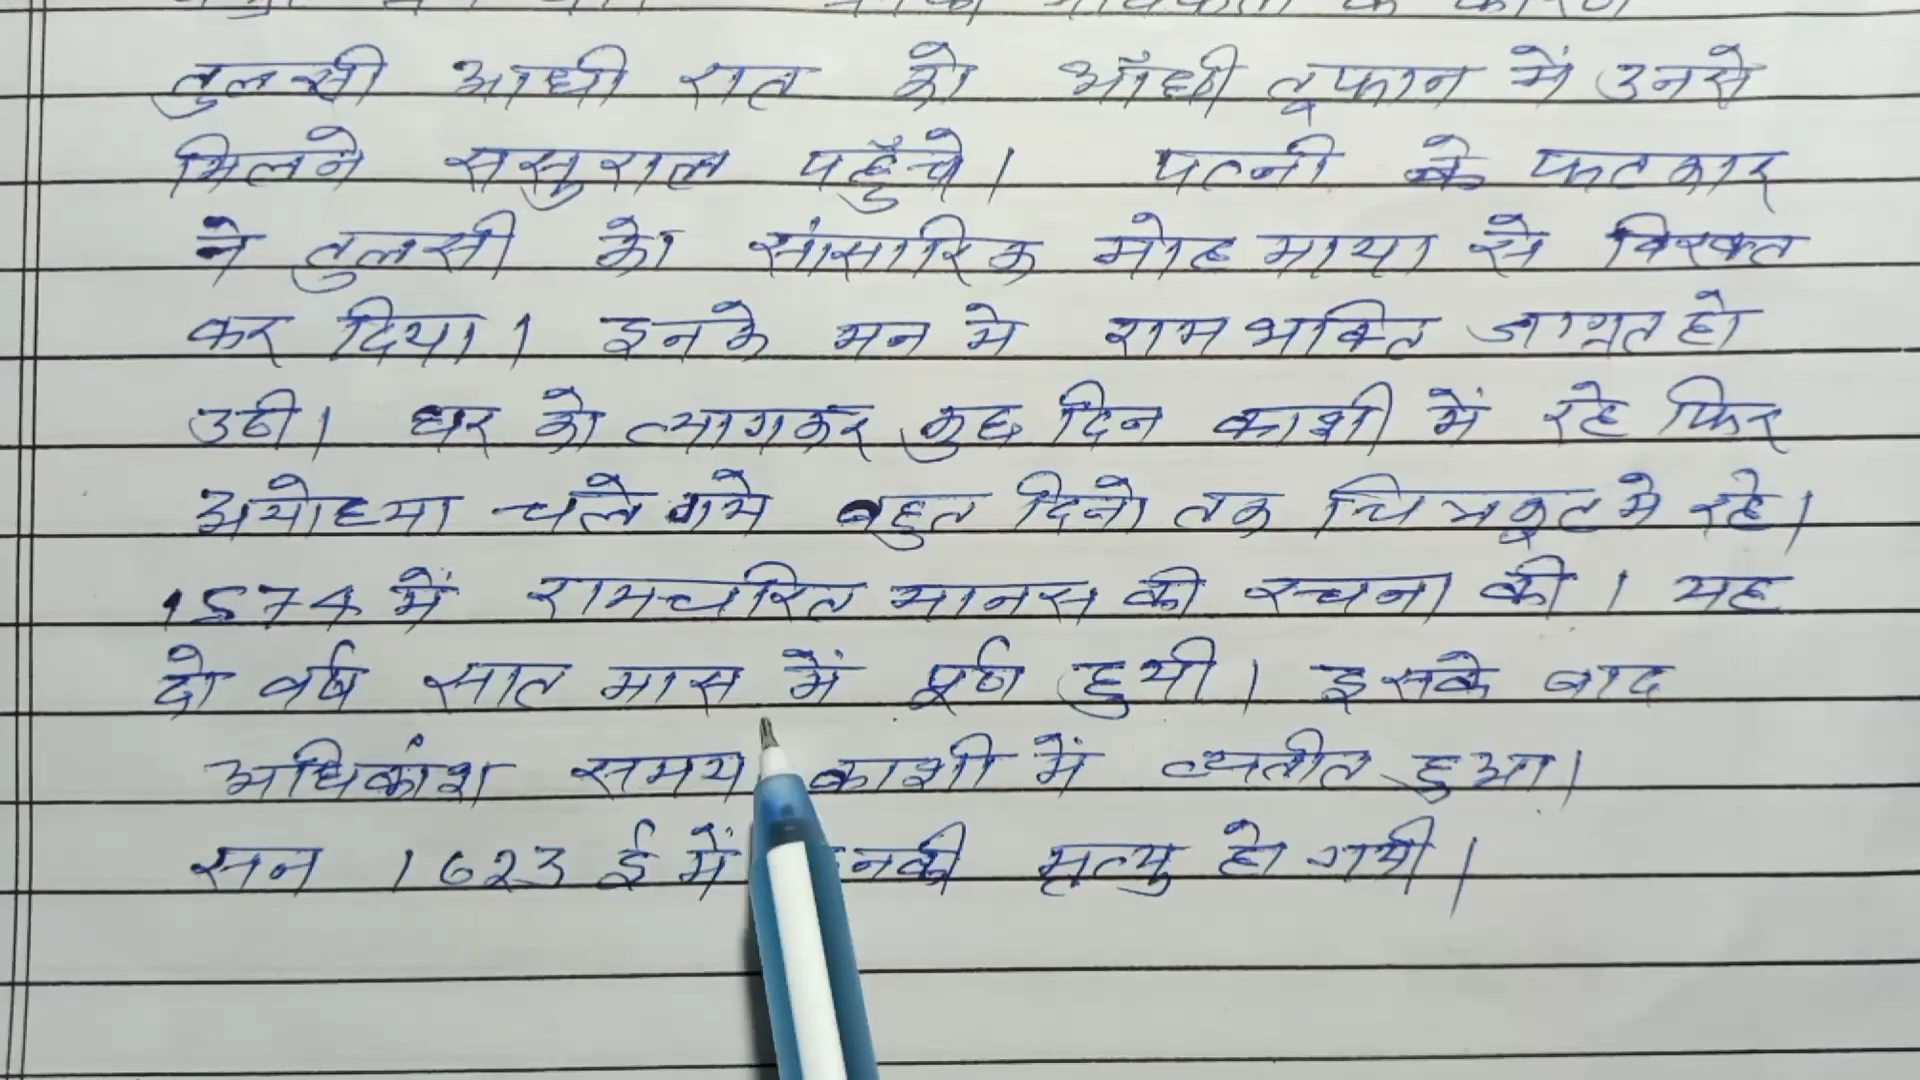 के कारण
तुलसी आधी रात को आँधी तूफान में उनसे
मिलने ससुराल पहुँचे। पत्नी के फटकार
ने तुलसी को सांसारिक मोह माया से विरक्त
कर दिया। इनके मन मे राम भक्ति जाग्रत हो
उठी। घर को त्यागकर कुछ दिन काशी में रहे फिर
अयोध्या चले गये बहुत दिनो तक चित्रकूट मे रहे।
1574 में रामचरित मानस की रचना की। यह
दो वर्ष सात मास में पूर्ण हुयी। इसके बाद
अधिकांश समय काशी में व्यतीत हुआ।
सन 1623 ई में नकी मृत्यु हो गयी।